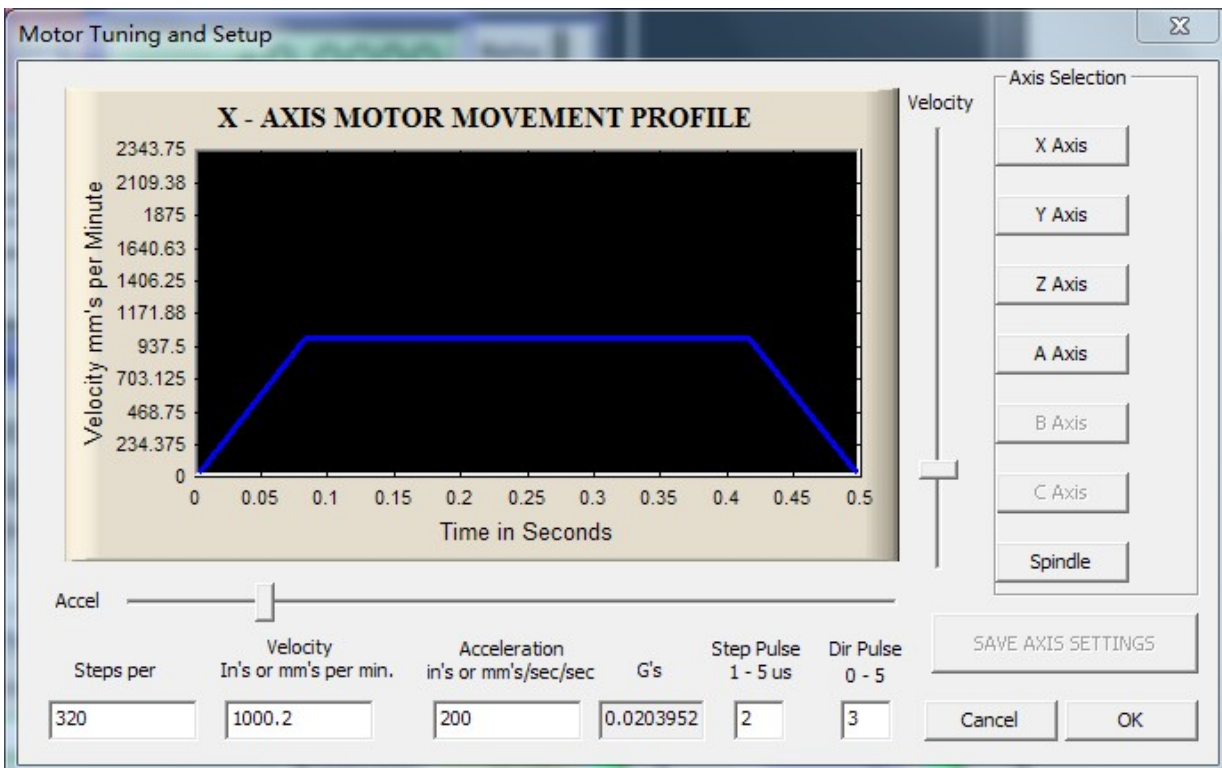 Motor Tuning and Setup
X - AXIS MOTOR MOVEMENT PROFILE
Velocity mm's per Minute
2343.75
2109.38
1875
1640.63
1406.25
1171.88
937.5
703.125
468.75
234.375
0
0 0.05 0.1 0.15 0.2 0.25 0.3 0.35 0.4 0.45 0.5
Time in Seconds
Velocity
Axis Selection
X Axis
Y Axis
Z Axis
A Axis
B Axis
C Axis
Spindle
Accel
Steps per
Velocity
In's or mm's per min.
Acceleration
in's or mm's/sec/sec
G's
Step Pulse
1 - 5 us
Dir Pulse
0 - 5
SAVE AXIS SETTINGS
320 1000.2 200 0.0203952 2 3
Cancel OK